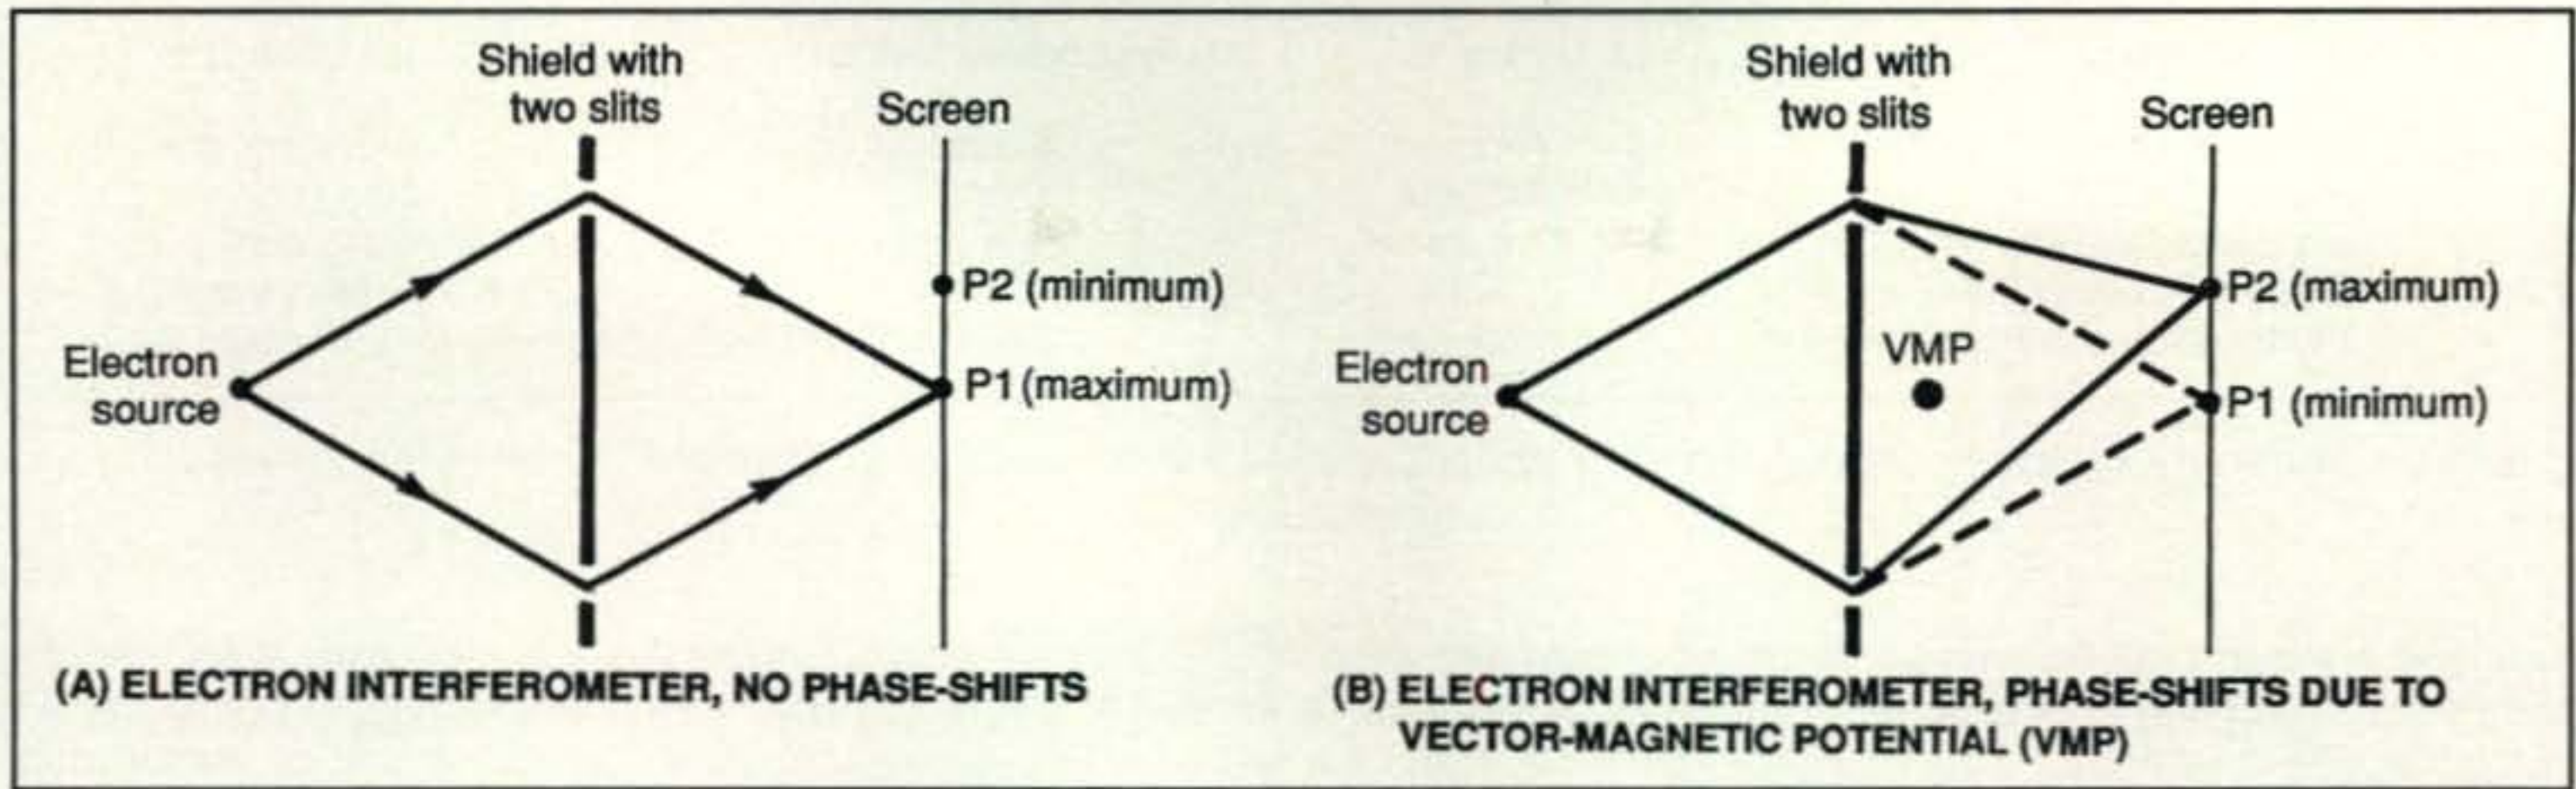 Shield with
two slits
Screen
P2 (minimum)
Electron
source
P1 (maximum)
(A) ELECTRON INTERFEROMETER, NO PHASE-SHIFTS
Shield with
two slits
Screen
P2 (maximum)
VMP
Electron
source
P1 (minimum)
(B) ELECTRON INTERFEROMETER, PHASE-SHIFTS DUE TO
VECTOR-MAGNETIC POTENTIAL (VMP)